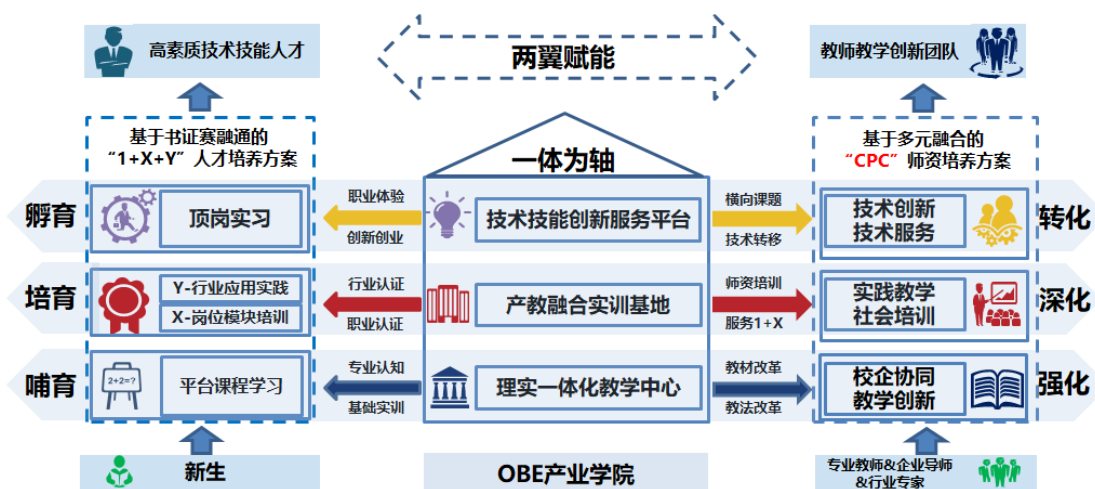 高素质技术技能人才
两翼赋能
教师教学创新团队
基于书证赛融通的
“1+X+Y”人才培养方案
一体为轴
基于多元融合的
“CPC”师资培养方案
孵育
顶岗实习
职业体验
创新创业
技术技能创新服务平台
横向课题
技术转移
技术创新
技术服务
转化
培育
Y-行业应用实践
X-岗位模块培训
行业认证
职业认证
产教融合实训基地
师资培训
服务1+X
实践教学
社会培训
深化
哺育
2+2=?
平台课程学习
专业认知
基础实训
理实一体化教学中心
教材改革
教法改革
校企协同
教学创新
强化
新生
OBE产业学院
专业教师&企业导师
&行业专家